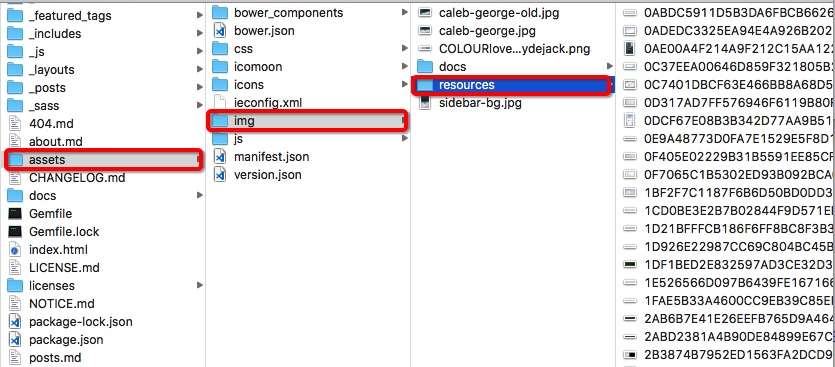 _featured_tags
_includes
_js
_layouts
_posts
_sass
404.md
about.md
assets
CHANGELOG.md
docs
Gemfile
Gemfile.lock
index.html
LICENSE.md
licenses
NOTICE.md
package-lock.json
package.json
posts.md
bower_components
bower.json
css
icomoon
icons
ieconfig.xml
img
js
manifest.json
version.json
caleb-george-old.jpg
caleb-george.jpg
COLOURlove...ydejack.png
docs
resources
sidebar-bg.jpg
0ABDC5911D5B3DA6FBCB6626
0ADEDC3325EA94E4A926B202
0AE00A4F214A9F212C15AA12
0C37EEA00646D859F321805B2
0C7401DBCF63E466BB8A68D5
0D317AD7FF576946F6119B80
0DCF67E08B3B342D77AA9B51
0E9A48773D0FA7E1529E5F8D1
0F405E02229B31B5591EE85CF
0F7065C1B5302ED93B092BCA
1BF2F7C1187F6B6D50BD0DD3
1CD0BE3E2B7B02844F9D571E
1D21BFFFCB186F6FF8BC8F3B3
1D926E22987CC69C804BC45B
1DF1BED2E832597AD3CE32D3
1E526566D097B6439FE167166
1FAE5B33A4600CC9EB39C85E
2AB6B7E41E26EEFB765D9A464
2ABD2381A4B90DE84899E67C
2B3874B7952ED1563FA2DCD9